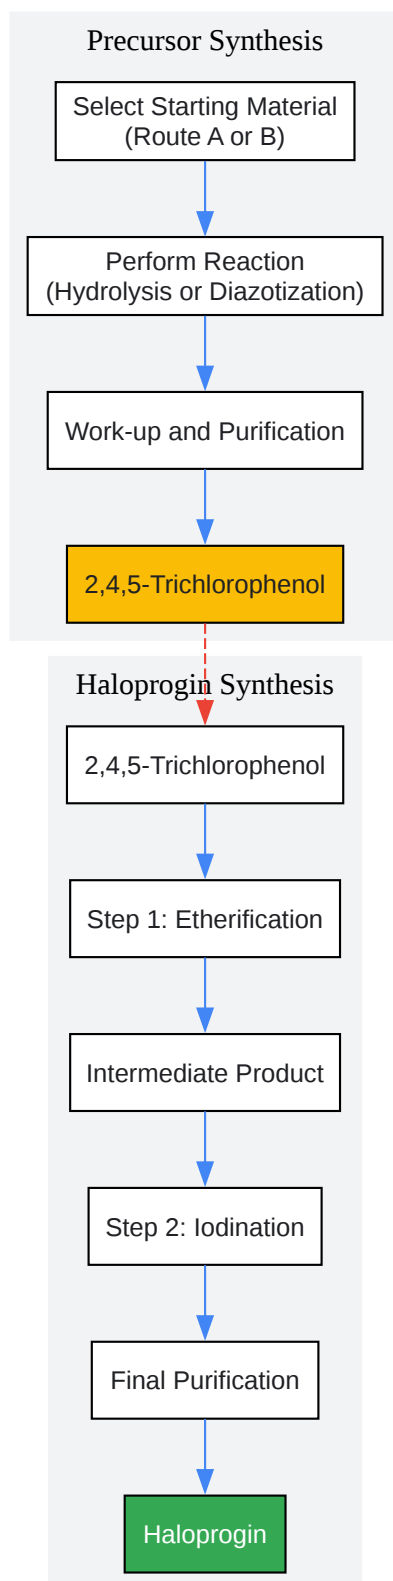 Precursor Synthesis
Select Starting Material
(Route A or B)
Perform Reaction
(Hydrolysis or Diazotization)
Work-up and Purification
2,4,5-Trichlorophenol
Haloprogin Synthesis
2,4,5-Trichlorophenol
Step 1: Etherification
Intermediate Product
Step 2: Iodination
Final Purification
Haloprogin